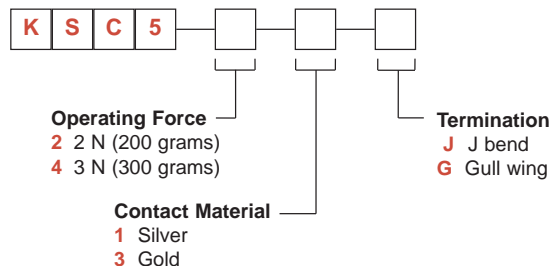 K S C 5
Operating Force
2 2 N (200 grams)
4 3 N (300 grams)
Contact Material
1 Silver
3 Gold
Termination
J J bend
G Gull wing